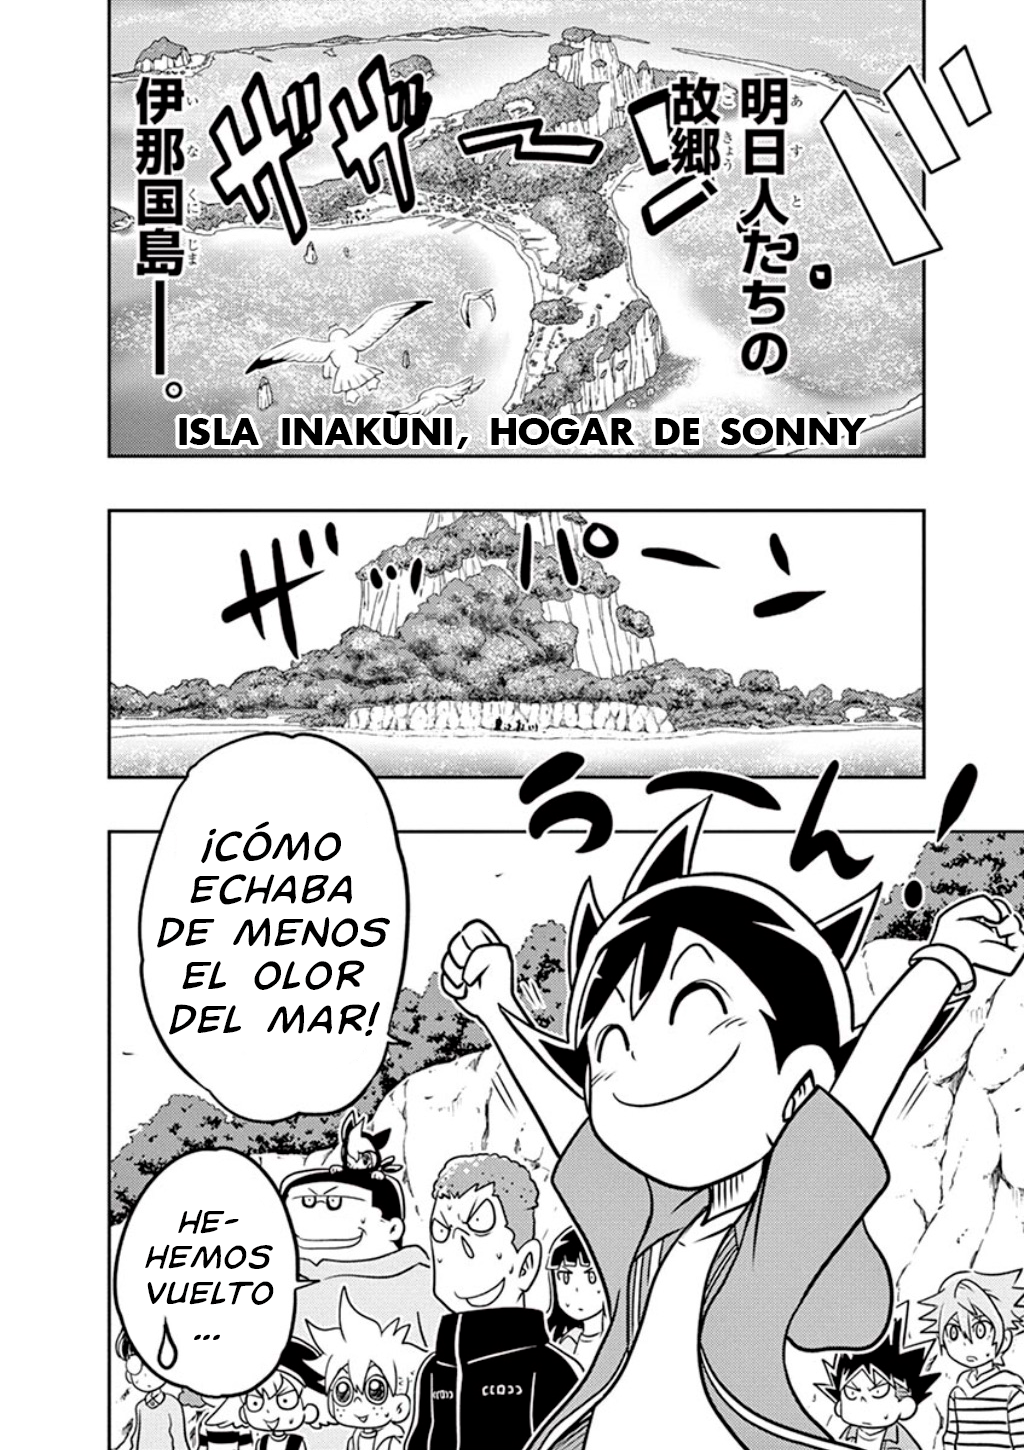 明日人たちの
故郷、
ザザーン
伊那国島──。
ISLA INAKUNI, HOGAR DE SONNY
ザッパーン
うーん!
¡CÓMO
ECHABA
DE MENOS
EL OLOR
DEL MAR!
HE-
HEMOS
VUELTO
...